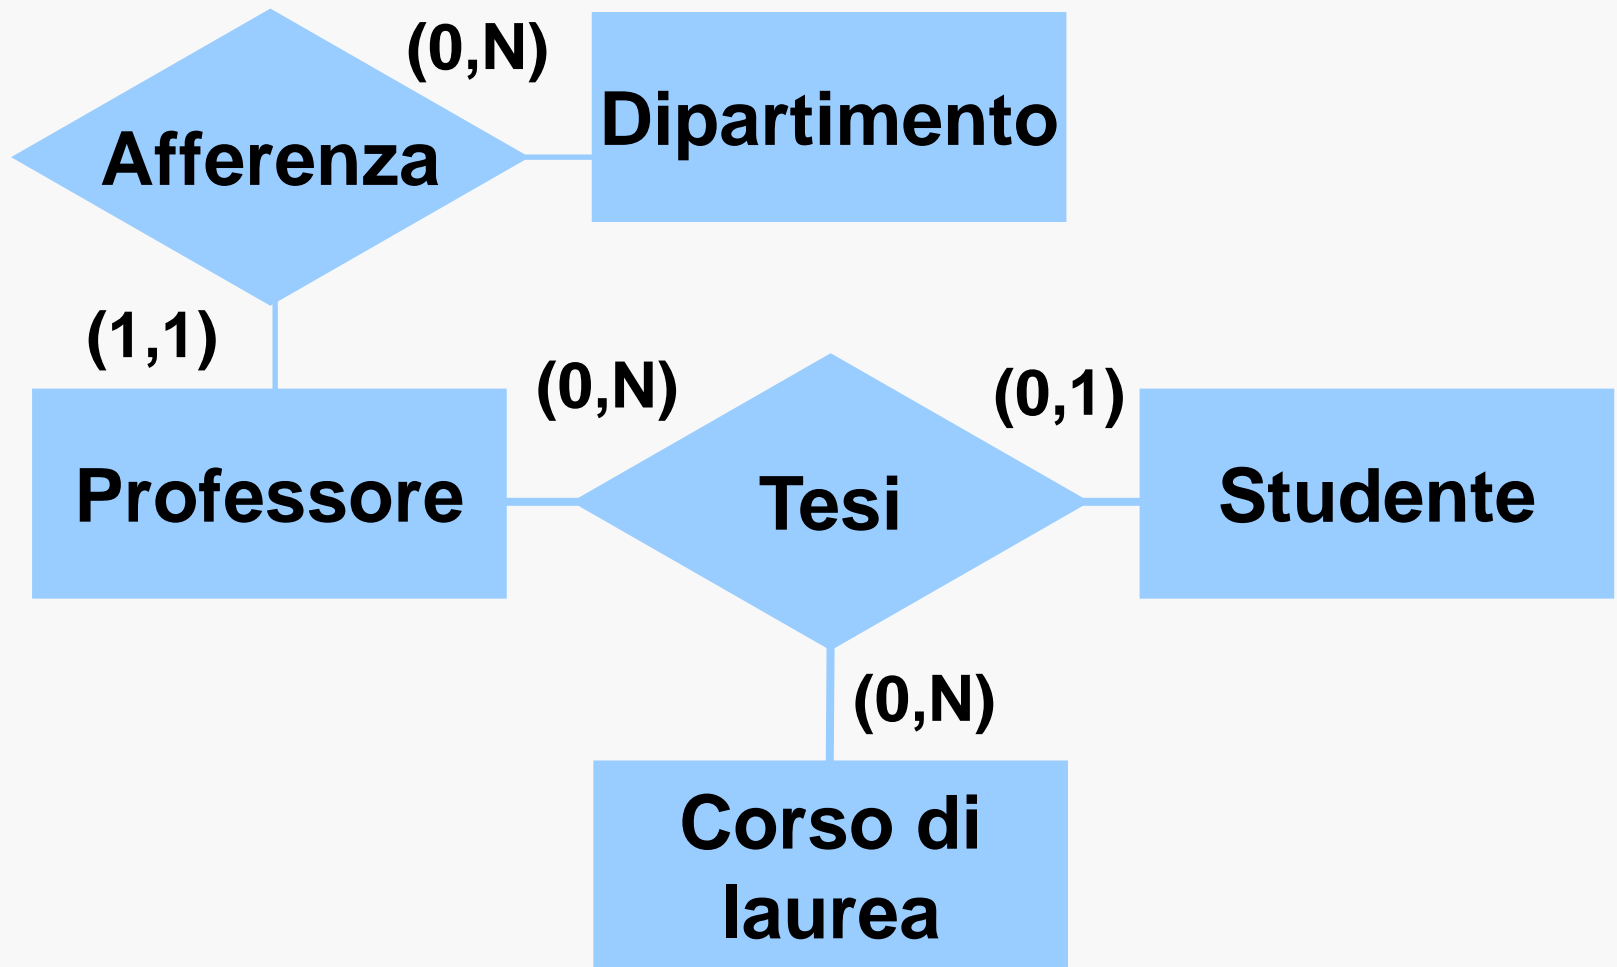 (0,N)
Dipartimento
Afferenza
(1,1)
(0,N)
(0,1)
Professore
Tesi
Studente
(0,N)
Corso di
laurea